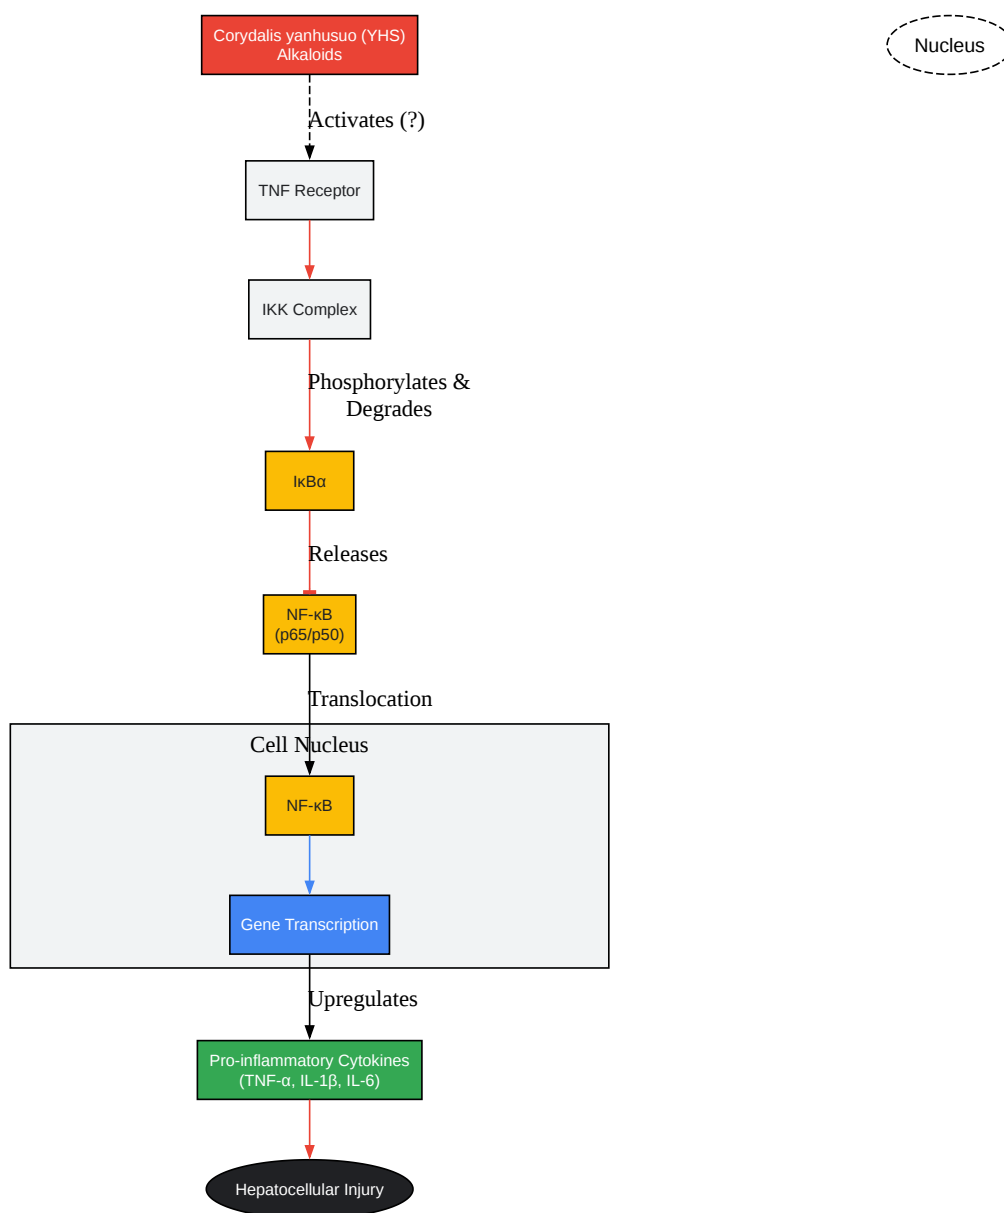 Corydalis yanhusuo (YHS)
Alkaloids
Nucleus
Activates (?)
TNF Receptor
IKK Complex
Phosphorylates &
Degrades
IκBα
Releases
NF-κB
(p65/p50)
Translocation
Cell Nucleus
NF-κB
Gene Transcription
Upregulates
Pro-inflammatory Cytokines
(TNF-α, IL-1β, IL-6)
Hepatocellular Injury